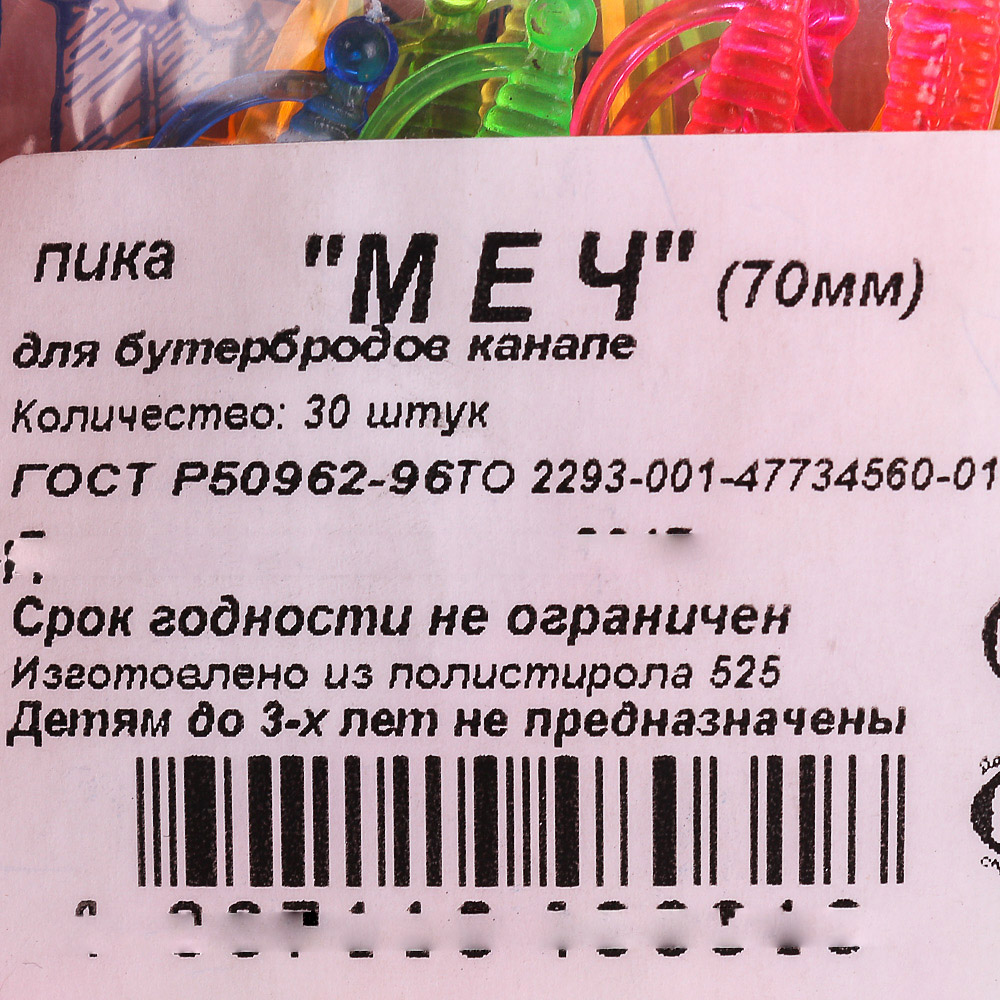 пика "МЕЧ" (70мм)
для бутербродов канапе
Количество: 30 штук
ГОСТ Р50962-96ТО 2293-001-47734560-01
Срок годности не ограничен
Изготовлено из полистирола 525
Детям до 3-х лет не предназначены